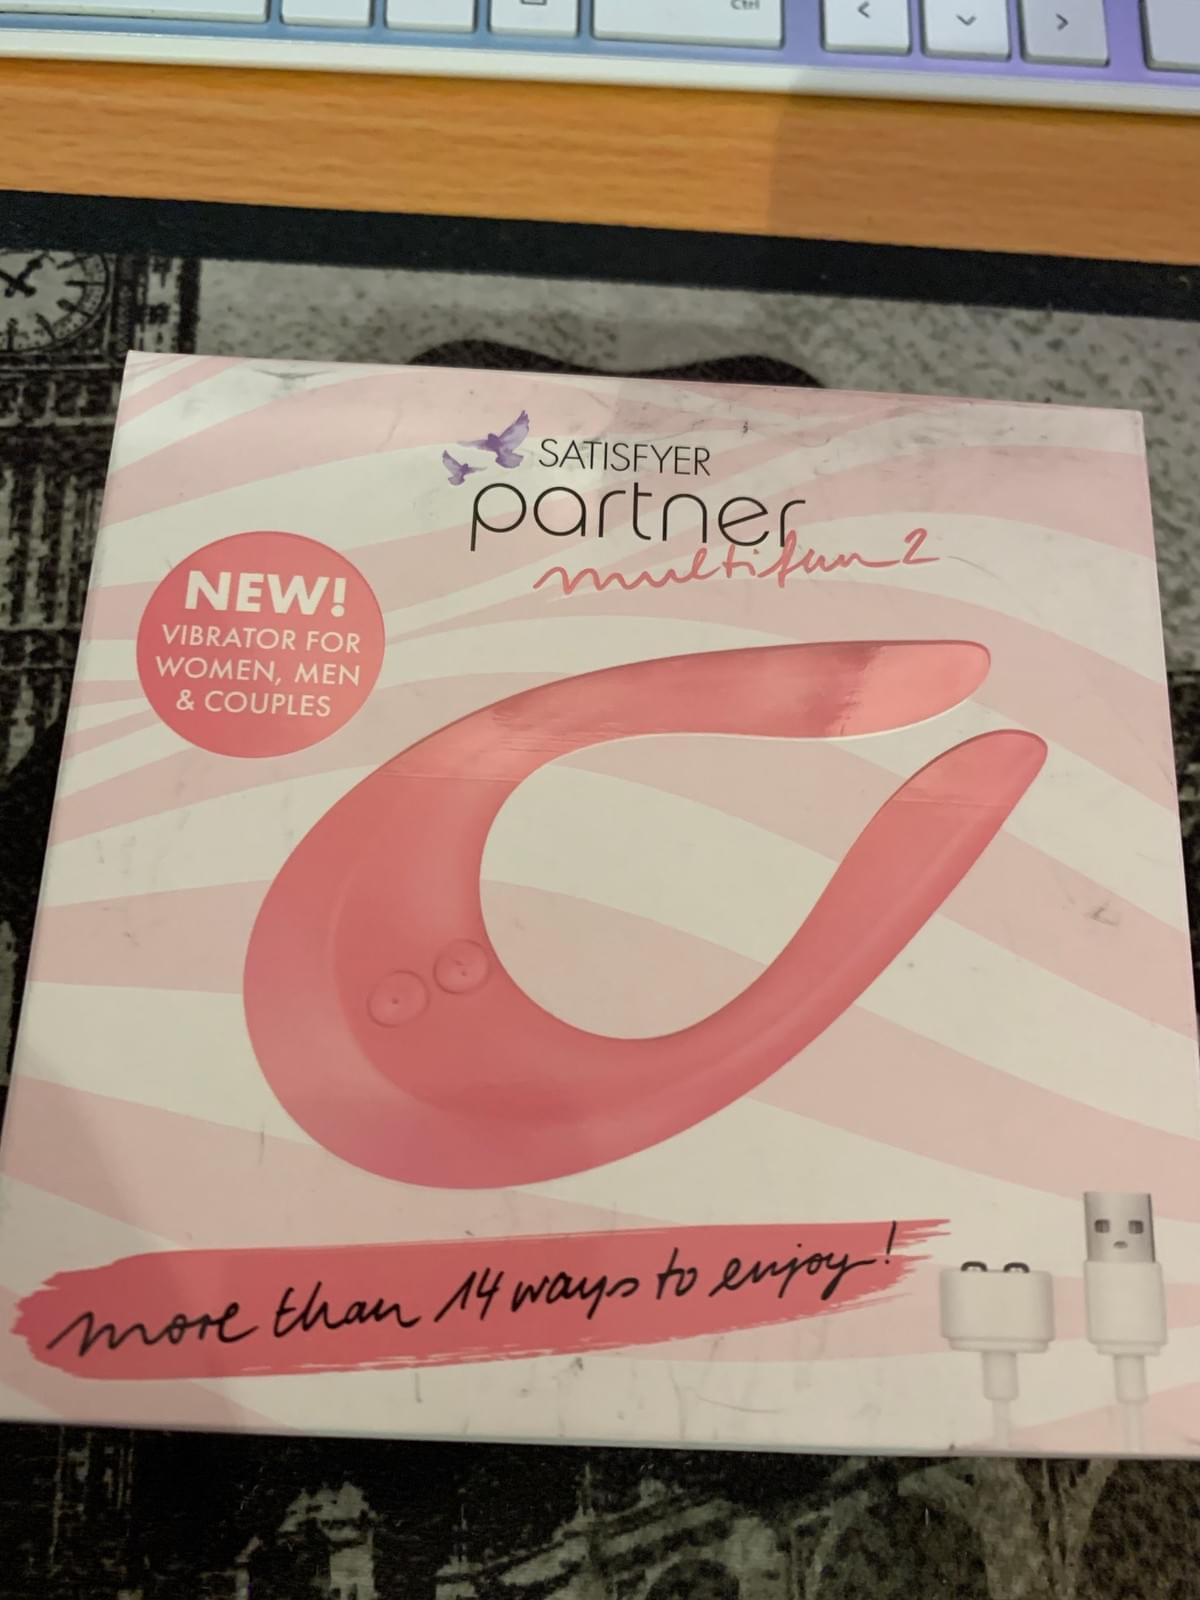 Ctrl
SATISFYER
partner
multifun 2
NEW!
VIBRATOR FOR
WOMEN, MEN
& COUPLES
more than 14 ways to enjoy!